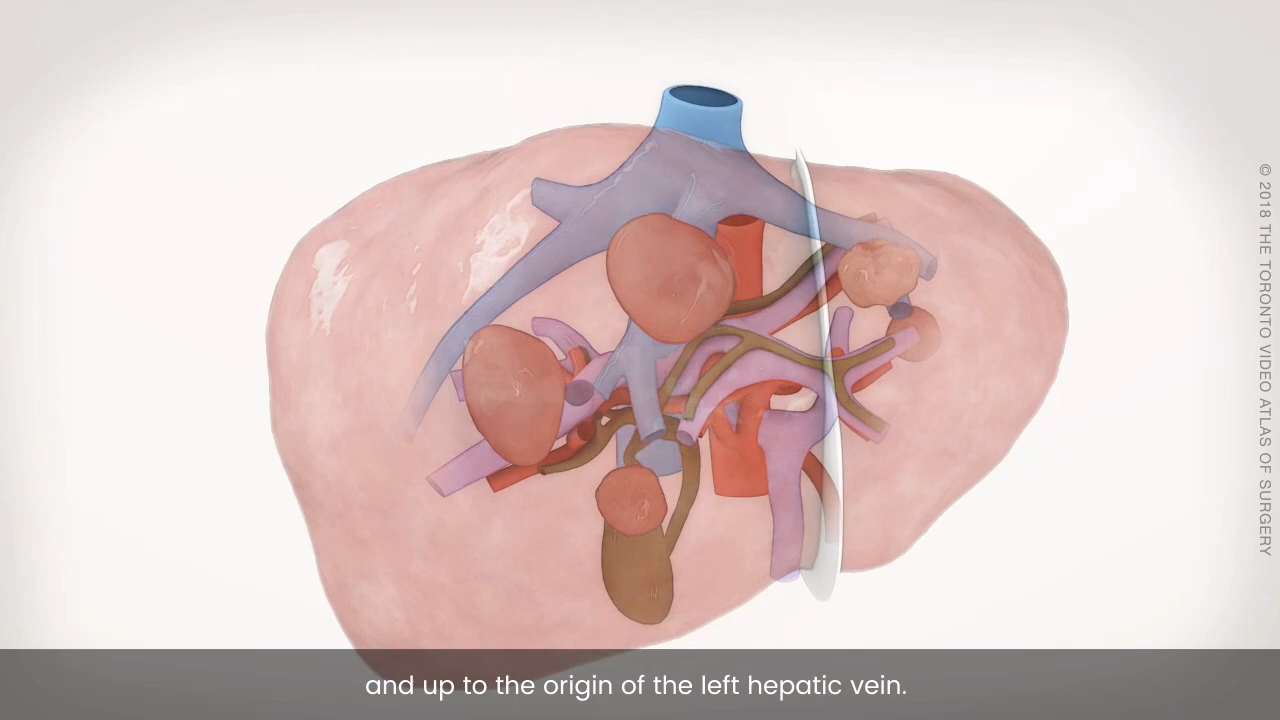 © 2018 THE TORONTO VIDEO ATLAS OF SURGERY
and up to the origin of the left hepatic vein.